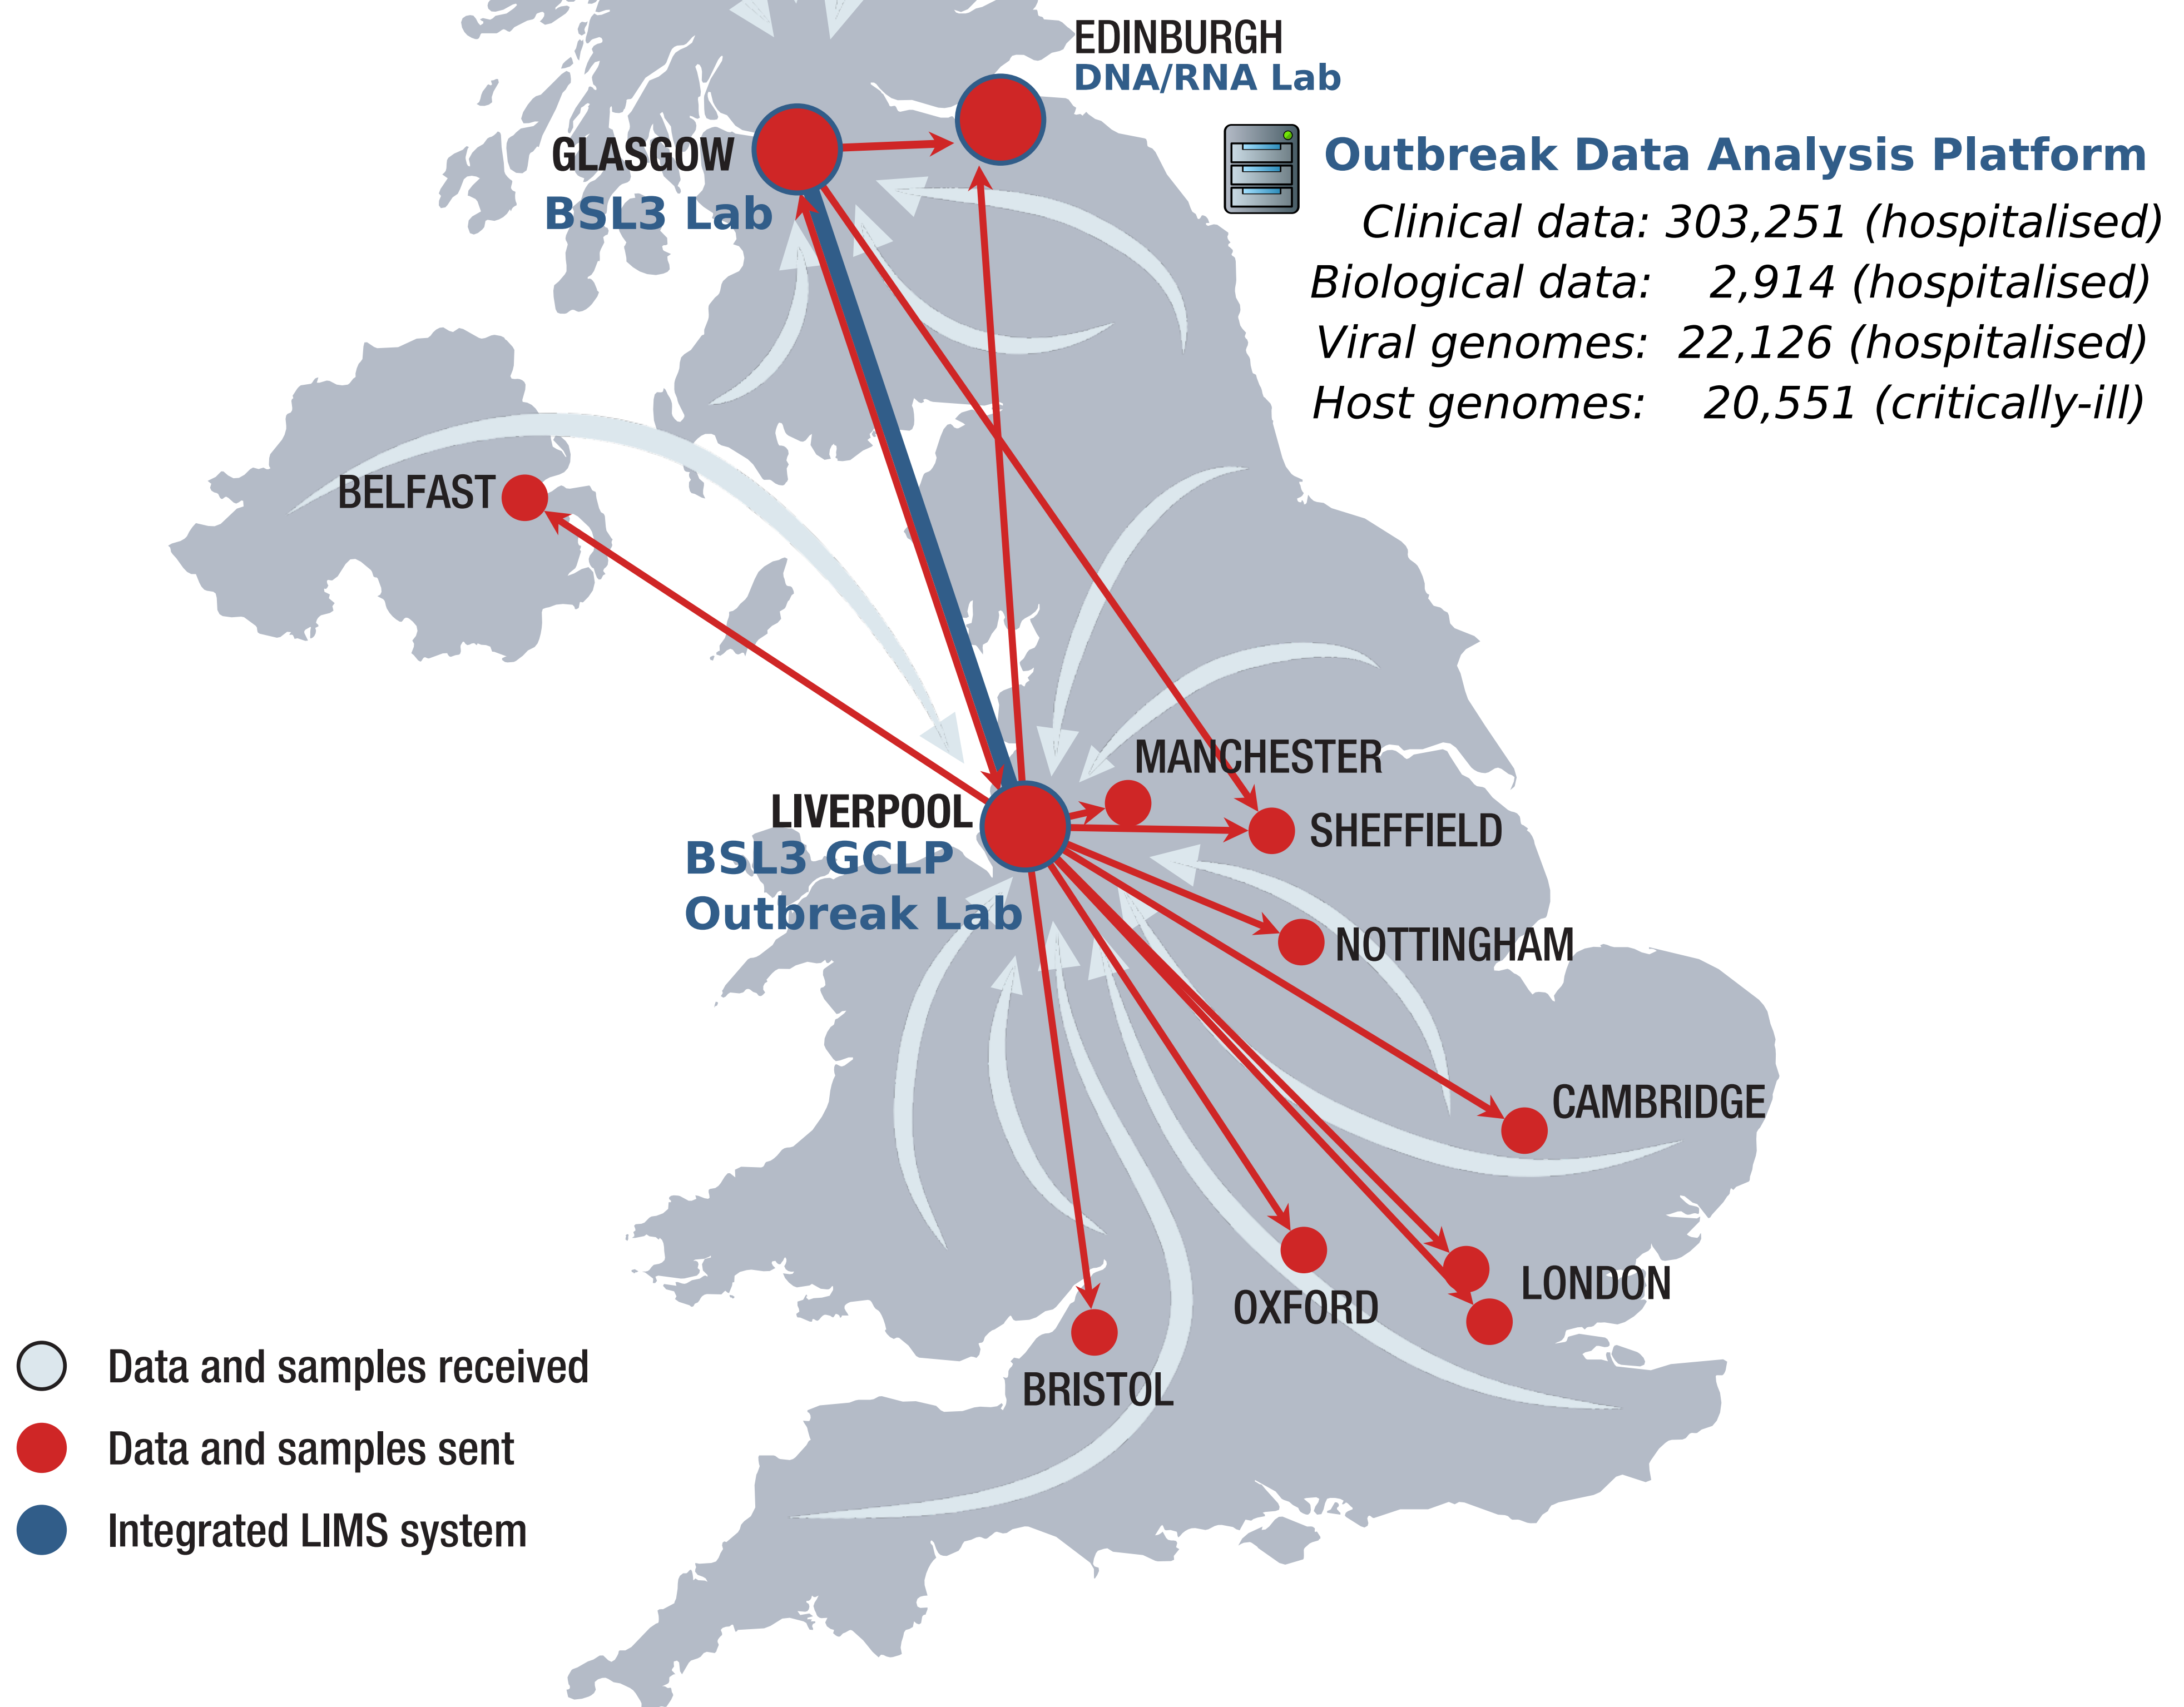 EDINBURGH
DNA/RNA Lab
GLASGOW
BSL3 Lab
Outbreak Data Analysis Platform
Clinical data: 303,251 (hospitalised)
Biological data: 2,914 (hospitalised)
Viral genomes: 22,126 (hospitalised)
Host genomes: 20,551 (critically-ill)
BELFAST
MANCHESTER
LIVERPOOL
BSL3 GCLP
Outbreak Lab
SHEFFIELD
NOTTINGHAM
CAMBRIDGE
LONDON
OXFORD
BRISTOL
Data and samples received
Data and samples sent
Integrated LIMS system